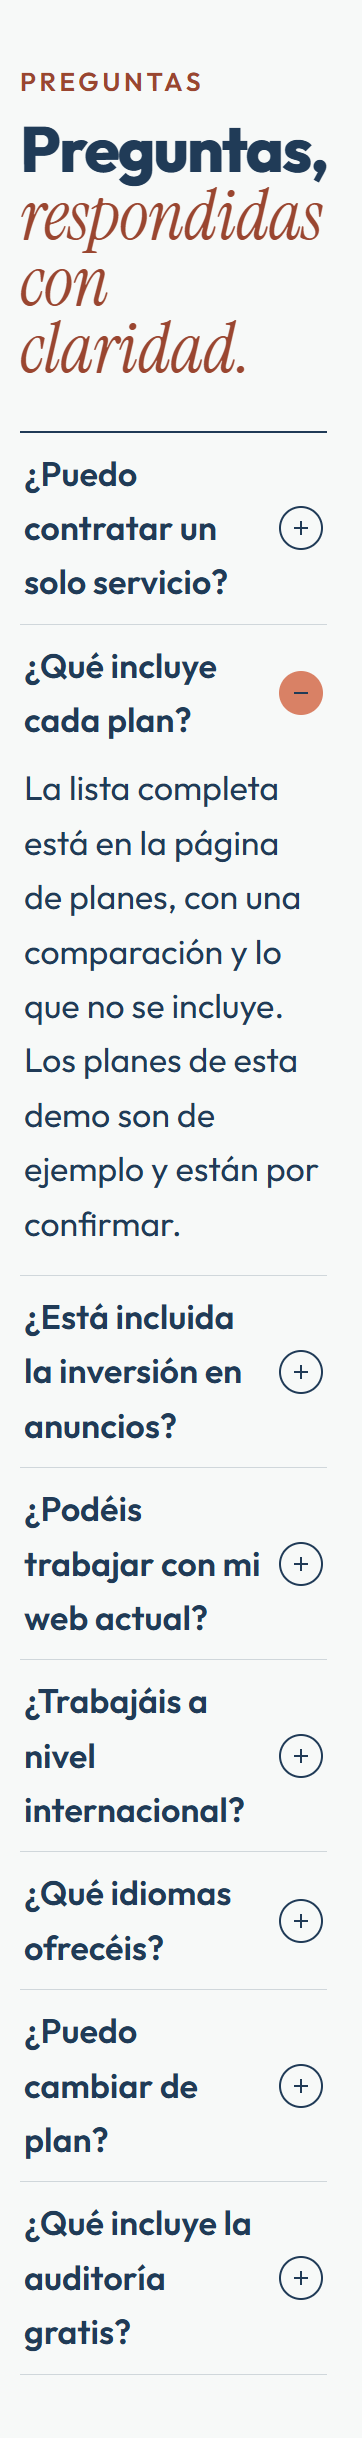 PREGUNTAS
Preguntas,
respondidas
con
claridad.
¿Puedo
contratar un
solo servicio?
¿Qué incluye
cada plan?
La lista completa
está en la página
de planes, con una
comparación y lo
que no se incluye.
Los planes de esta
demo son de
ejemplo y están por
confirmar.
¿Está incluida
la inversión en
anuncios?
¿Podéis
trabajar con mi
web actual?
¿Trabajáis a
nivel
internacional?
¿Qué idiomas
ofrecéis?
¿Puedo
cambiar de
plan?
¿Qué incluye la
auditoría
gratis?